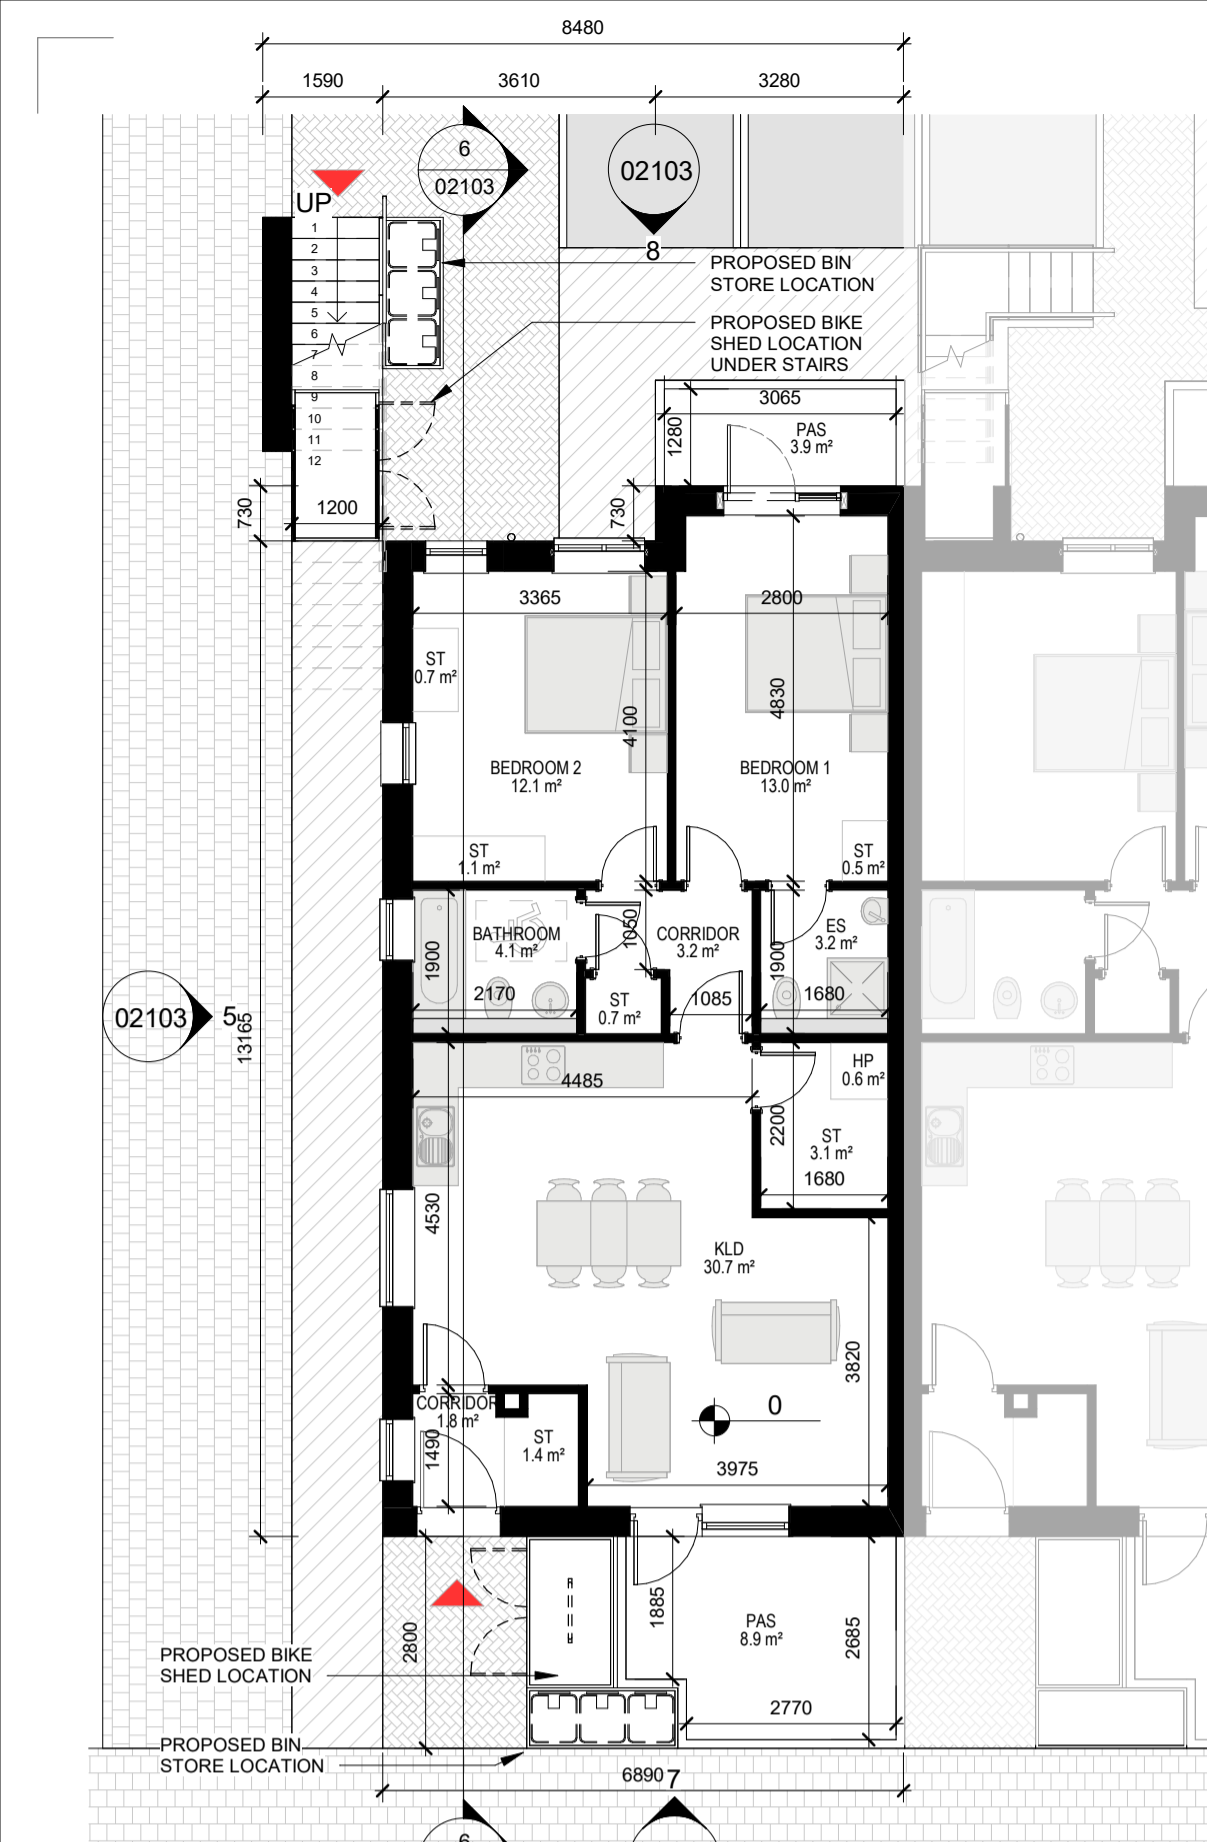 8480
1590
3610
3280
6
02103
02103
8
UP
1
2
3
4
5
6
7
8
9
10
11
12
PROPOSED BIN
STORE LOCATION
PROPOSED BIKE
SHED LOCATION
UNDER STAIRS
3065
1280
PAS
3.9 m²
730
1200
730
3365
2800
ST
0.7 m²
4100
4830
BEDROOM 2
12.1 m²
BEDROOM 1
13.0 m²
ST
1.1 m²
ST
0.5 m²
BATHROOM
4.1 m²
1050
CORRIDOR
3.2 m²
ES
3.2 m²
1900
1900
2170
ST
0.7 m²
1085
1680
02103
5
13165
4485
HP
0.6 m²
2200
ST
3.1 m²
1680
4530
KLD
30.7 m²
3820
CORRIDOR
1.8 m²
0
1490
ST
1.4 m²
3975
2800
1885
PAS
8.9 m²
2685
PROPOSED BIKE
SHED LOCATION
2770
PROPOSED BIN
STORE LOCATION
6890
7
6